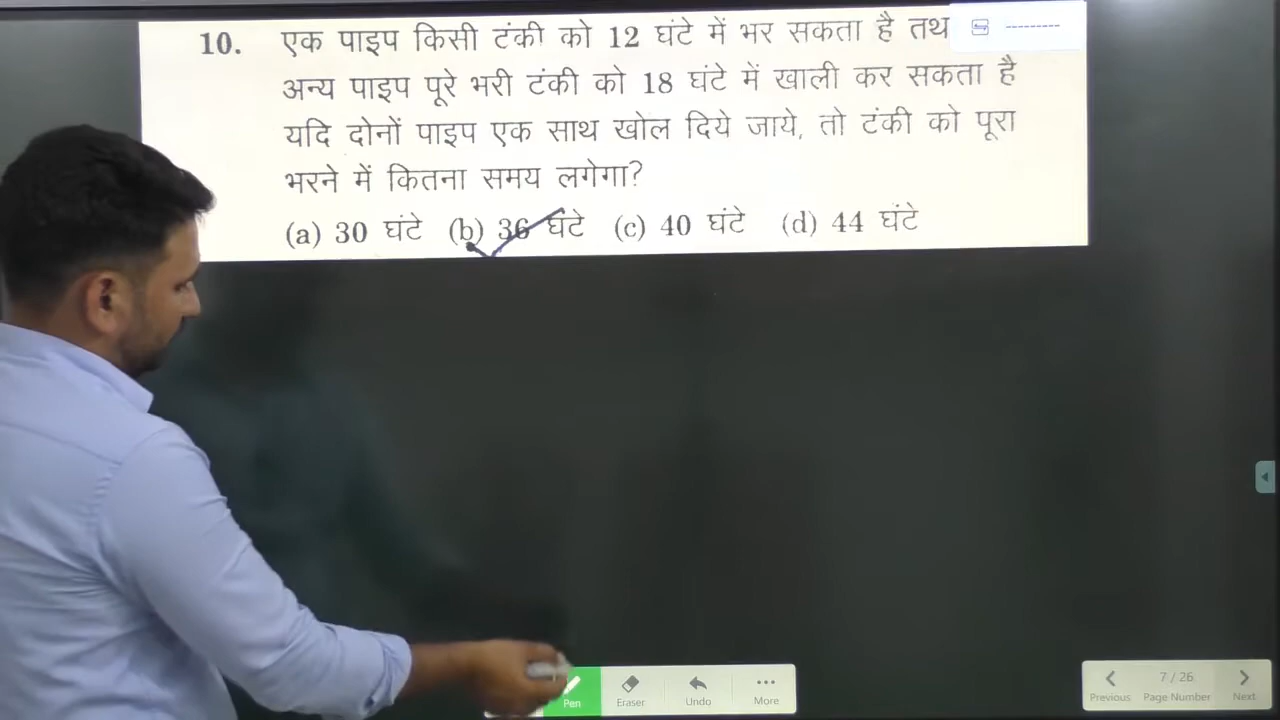 10. एक पाइप किसी टंकी को 12 घंटे में भर सकता है तथ
अन्य पाइप पूरे भरी टंकी को 18 घंटे में खाली कर सकता है
यदि दोनों पाइप एक साथ खोल दिये जाये, तो टंकी को पूरा
भरने में कितना समय लगेगा?
(a) 30 घंटे (b) 36 घंटे (c) 40 घंटे (d) 44 घंटे
Pen Eraser Undo More
7 / 26
Previous Page Number Next